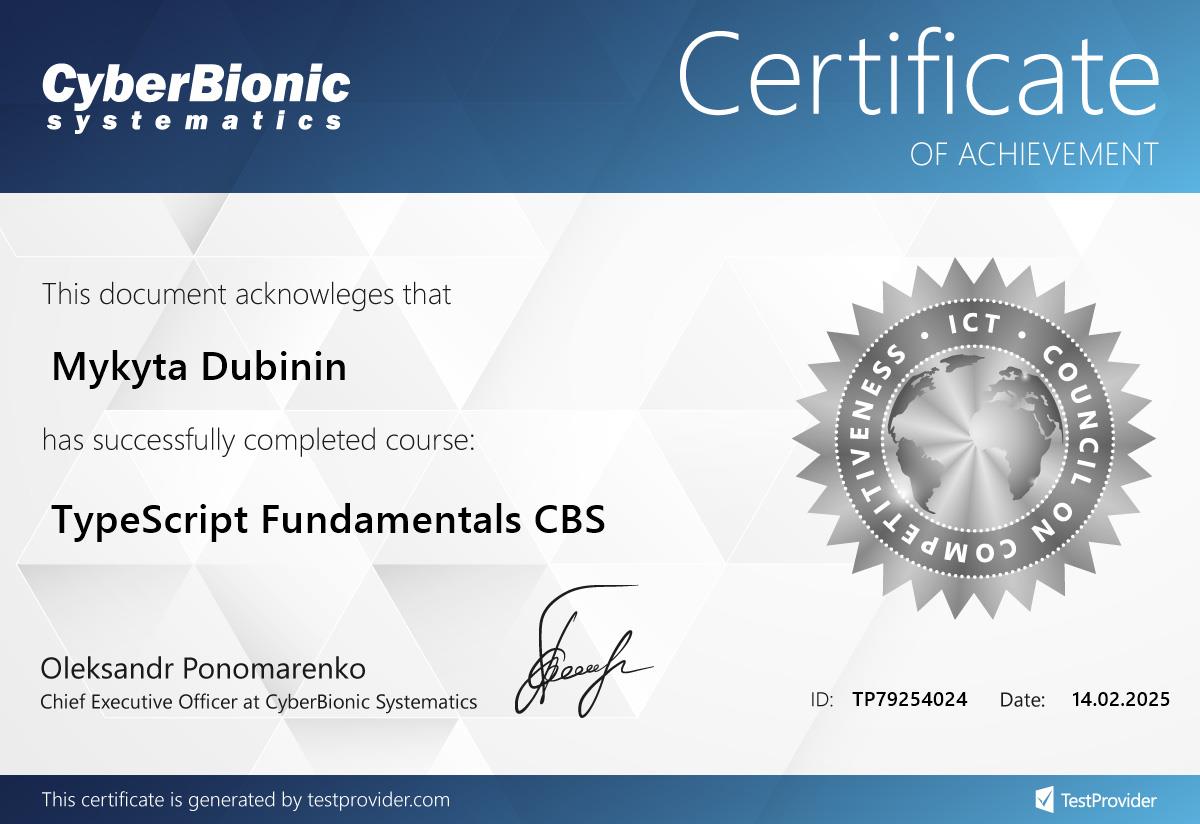 CyberBionic
systematics
Certificate
OF ACHIEVEMENT
This document acknowleges that
Mykyta Dubinin
has successfully completed course:
TypeScript Fundamentals CBS
ICT • COUNCIL ON COMPETITIVENESS •
Oleksandr Ponomarenko
Chief Executive Officer at CyberBionic Systematics
ID: TP79254024 Date: 14.02.2025
This certificate is generated by testprovider.com
TestProvider